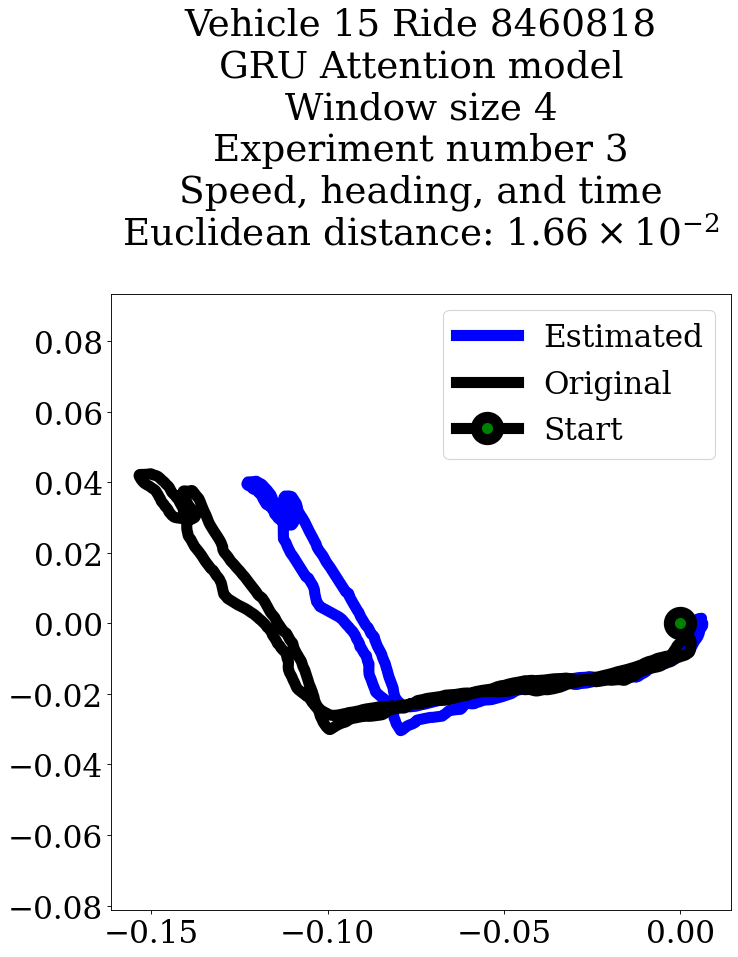 Vehicle 15 Ride 8460818
GRU Attention model
Window size 4
Experiment number 3
Speed, heading, and time
Euclidean distance: 1.66 × 10⁻²
Estimated
Original
Start
0.08
0.06
0.04
0.02
0.00
−0.02
−0.04
−0.06
−0.08
−0.15
−0.10
−0.05
0.00